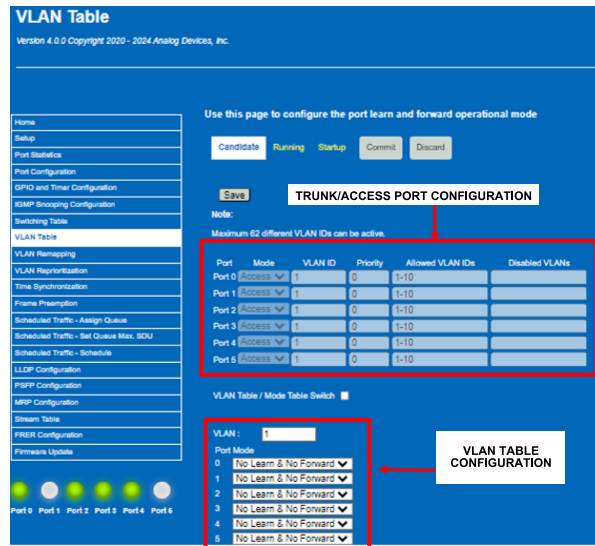 VLAN Table
Version 4.0.0 Copyright 2020 - 2024 Analog Devices, Inc.
Home
Setup
Port Statistics
Port Configuration
GPIO and Timer Configuration
IGMP Snooping Configuration
Switching Table
VLAN Table
VLAN Remapping
VLAN Reprioritization
Time Synchronization
Frame Preemption
Scheduled Traffic - Assign Queue
Scheduled Traffic - Set Queue Max. SDU
Scheduled Traffic - Schedule
LLDP Configuration
PSFP Configuration
MRP Configuration
Stream Table
FRER Configuration
Firmware Update
Port 0 Port 1 Port 2 Port 3 Port 4 Port 5
Use this page to configure the port learn and forward operational mode
Candidate Running Startup Commit Discard
Save
TRUNK/ACCESS PORT CONFIGURATION
Note:
Maximum 62 different VLAN IDs can be active.
Port Mode VLAN ID Priority Allowed VLAN IDs Disabled VLANs
Port 0 Access 1 0 1-10
Port 1 Access 1 0 1-10
Port 2 Access 1 0 1-10
Port 3 Access 1 0 1-10
Port 4 Access 1 0 1-10
Port 5 Access 1 0 1-10
VLAN Table / Mode Table Switch
VLAN : 1
Port Mode
0 No Learn & No Forward
1 No Learn & No Forward
2 No Learn & No Forward
3 No Learn & No Forward
4 No Learn & No Forward
5 No Learn & No Forward
VLAN TABLE
CONFIGURATION